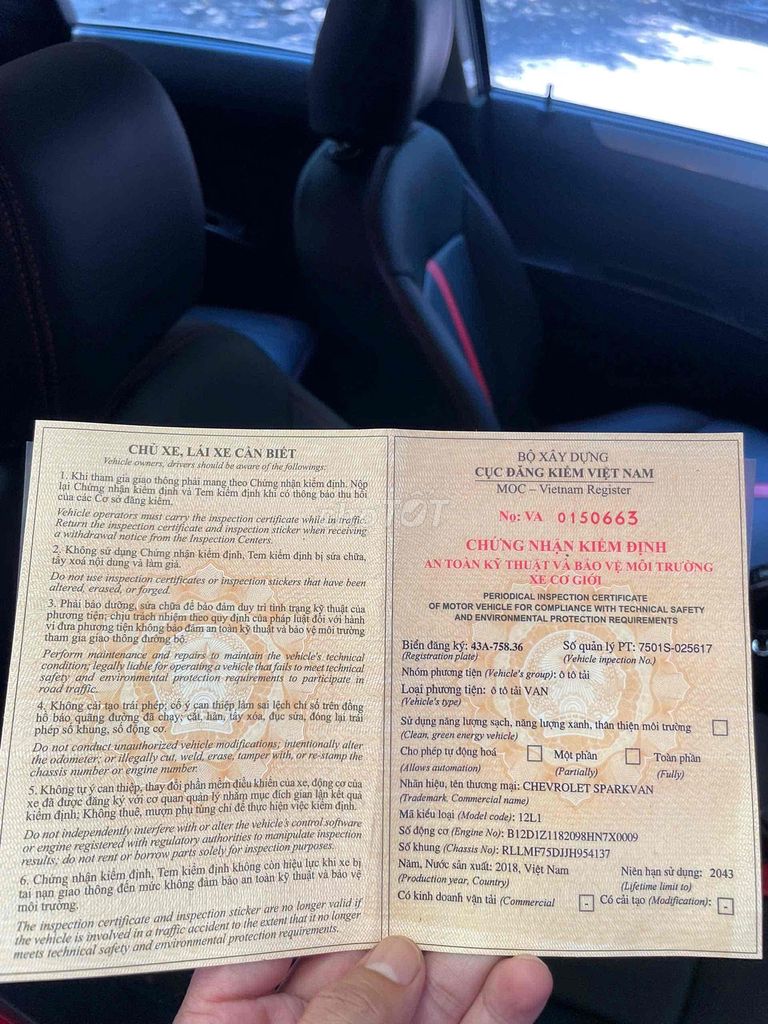 CHỦ XE, LÁI XE CẦN BIẾT
Vehicle owners, drivers should be aware of the followings:
1. Khi tham gia giao thông phải mang theo Chứng nhận kiểm định. Nộp
lại Chứng nhận kiểm định và Tem kiểm định khi có thông báo thu hồi
của các Cơ sở đăng kiểm.
Vehicle operators must carry the inspection certificate while in traffic.
Return the inspection certificate and inspection sticker when receiving
a withdrawal notice from the Inspection Centers.
2. Không sử dụng Chứng nhận kiểm định, Tem kiểm định bị sửa chữa,
tẩy xoá nội dung và làm giả.
Do not use inspection certificates or inspection stickers that have been
altered, erased, or forged.
3. Phải bảo dưỡng, sửa chữa để bảo đảm duy trì tình trạng kỹ thuật của
phương tiện; chịu trách nhiệm theo quy định của pháp luật đối với hành
vi đưa phương tiện không bảo đảm an toàn kỹ thuật và bảo vệ môi trường
tham gia giao thông đường bộ.
Perform maintenance and repairs to maintain the vehicle's technical
condition; legally liable for operating a vehicle that fails to meet technical
safety and environmental protection requirements to participate in
road traffic.
4. Không cải tạo trái phép; cố ý can thiệp làm sai lệch chỉ số trên đồng
hồ báo quãng đường đã chạy; cắt, hàn, tẩy xóa, đục sửa, đóng lại trái
phép số khung, số động cơ.
Do not conduct unauthorized vehicle modifications; intentionally alter
the odometer; or illegally cut, weld, erase, tamper with, or re-stamp the
chassis number or engine number.
5. Không tự ý can thiệp, thay đổi phần mềm điều khiển của xe, động cơ của
xe đã được đăng ký với cơ quan quản lý nhằm mục đích gian lận kết quả
kiểm định; Không thuê, mượn phụ tùng chỉ để thực hiện việc kiểm định.
Do not independently interfere with or alter the vehicle's control software
or engine registered with regulatory authorities to manipulate inspection
results; do not rent or borrow parts solely for inspection purposes.
6. Chứng nhận kiểm định, Tem kiểm định không còn hiệu lực khi xe bị
tai nạn giao thông đến mức không đảm bảo an toàn kỹ thuật và bảo vệ
môi trường.
The inspection certificate and inspection sticker are no longer valid if
the vehicle is involved in a traffic accident to the extent that it no longer
meets technical safety and environmental protection requirements.
BỘ XÂY DỰNG
CỤC ĐĂNG KIỂM VIỆT NAM
MOC – Vietnam Register
No: VA 0150663
CHỨNG NHẬN KIỂM ĐỊNH
AN TOÀN KỸ THUẬT VÀ BẢO VỆ MÔI TRƯỜNG
XE CƠ GIỚI
PERIODICAL INSPECTION CERTIFICATE
OF MOTOR VEHICLE FOR COMPLIANCE WITH TECHNICAL SAFETY
AND ENVIRONMENTAL PROTECTION REQUIREMENTS
Biển đăng ký: 43A-758.36 Số quản lý PT: 7501S-025617
(Registration plate) (Vehicle inpection No.)
Nhóm phương tiện (Vehicle's group): ô tô tải
Loại phương tiện: ô tô tải VAN
(Vehicle's type)
Sử dụng năng lượng sạch, năng lượng xanh, thân thiện môi trường
(Clean, green energy vehicle)
Cho phép tự động hoá Một phần Toàn phần
(Allows automation) (Partially) (Fully)
Nhãn hiệu, tên thương mại: CHEVROLET SPARKVAN
(Trademark, Commercial name)
Mã kiểu loại (Model code): 12L1
Số động cơ (Engine No): B12D1Z1182098HN7X0009
Số khung (Chassis No): RLLMF75DJJH954137
Năm, Nước sản xuất: 2018, Việt Nam Niên hạn sử dụng: 2043
(Production year, Country) (Lifetime limit to)
Có kinh doanh vận tải (Commercial - Có cải tạo (Modification): -